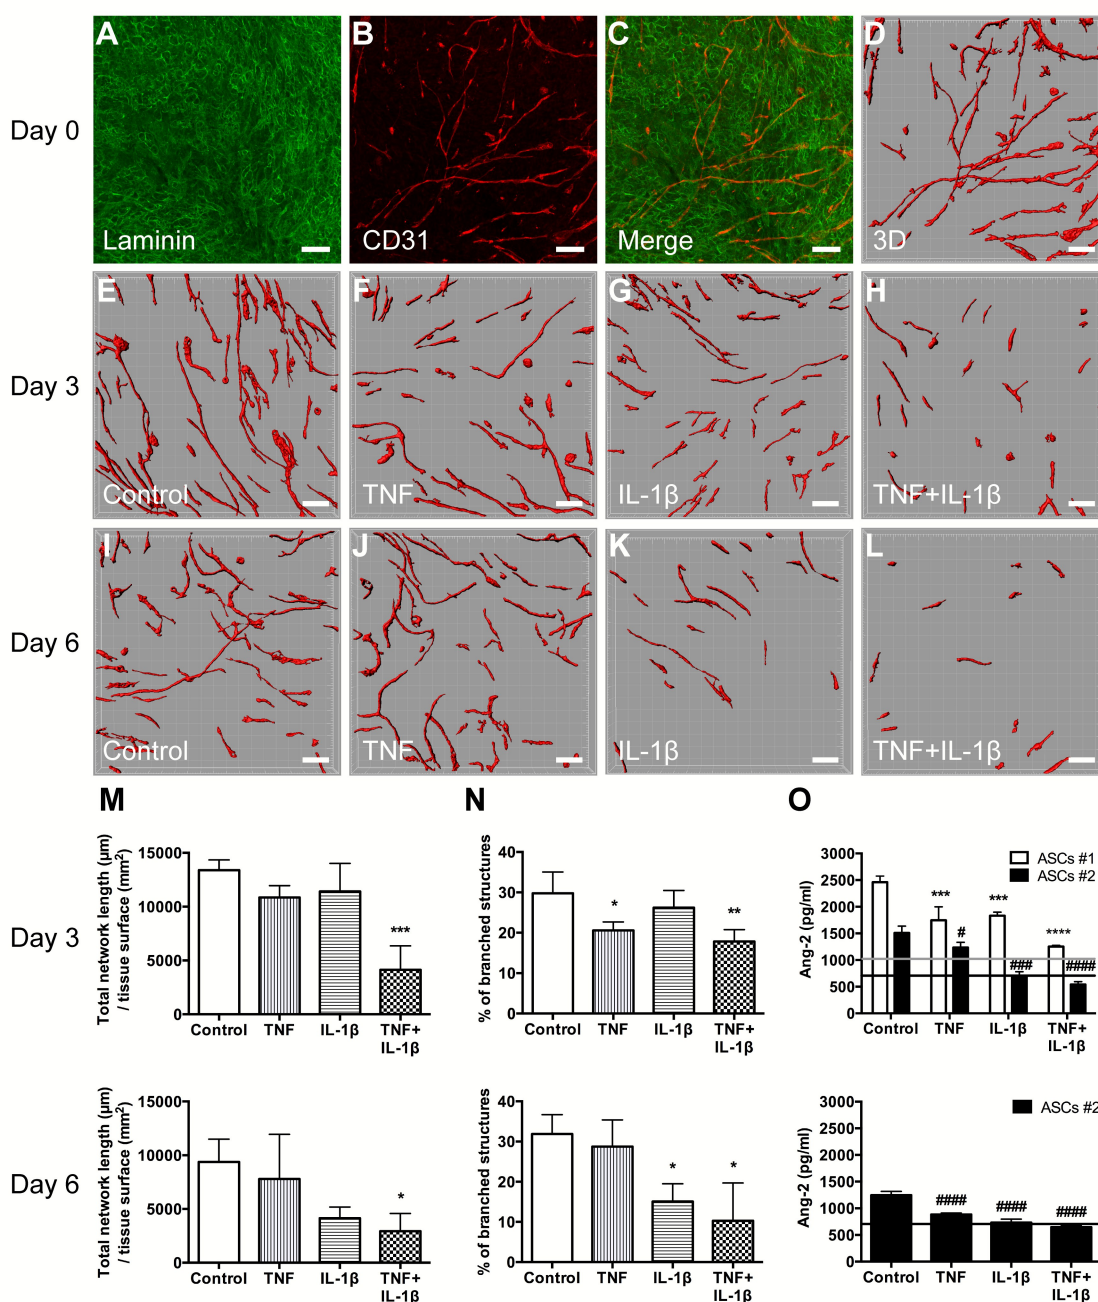 A B C D
Day 0
Laminin CD31 Merge 3D
E F G H
Day 3
Control TNF IL-1β TNF+IL-1β
I J K L
Day 6
Control TNF IL-1β TNF+IL-1β
M N O
Day 3
Total network length (µm)
/ tissue surface (mm²)
15000
10000
5000
0
***
Control TNF IL-1β TNF+
IL-1β
% of branched structures
40
30
20
10
0
* **
Control TNF IL-1β TNF+
IL-1β
Ang-2 (pg/ml)
3000
2500
2000
1500
1000
500
0
ASCs #1
ASCs #2
*** *** ****
# ### ####
Control TNF IL-1β TNF+
IL-1β
Day 6
Total network length (µm)
/ tissue surface (mm²)
15000
10000
5000
0
*
Control TNF IL-1β TNF+
IL-1β
% of branched structures
40
30
20
10
0
* *
Control TNF IL-1β TNF+
IL-1β
Ang-2 (pg/ml)
3000
2500
2000
1500
1000
500
0
ASCs #2
#### #### ####
Control TNF IL-1β TNF+
IL-1β